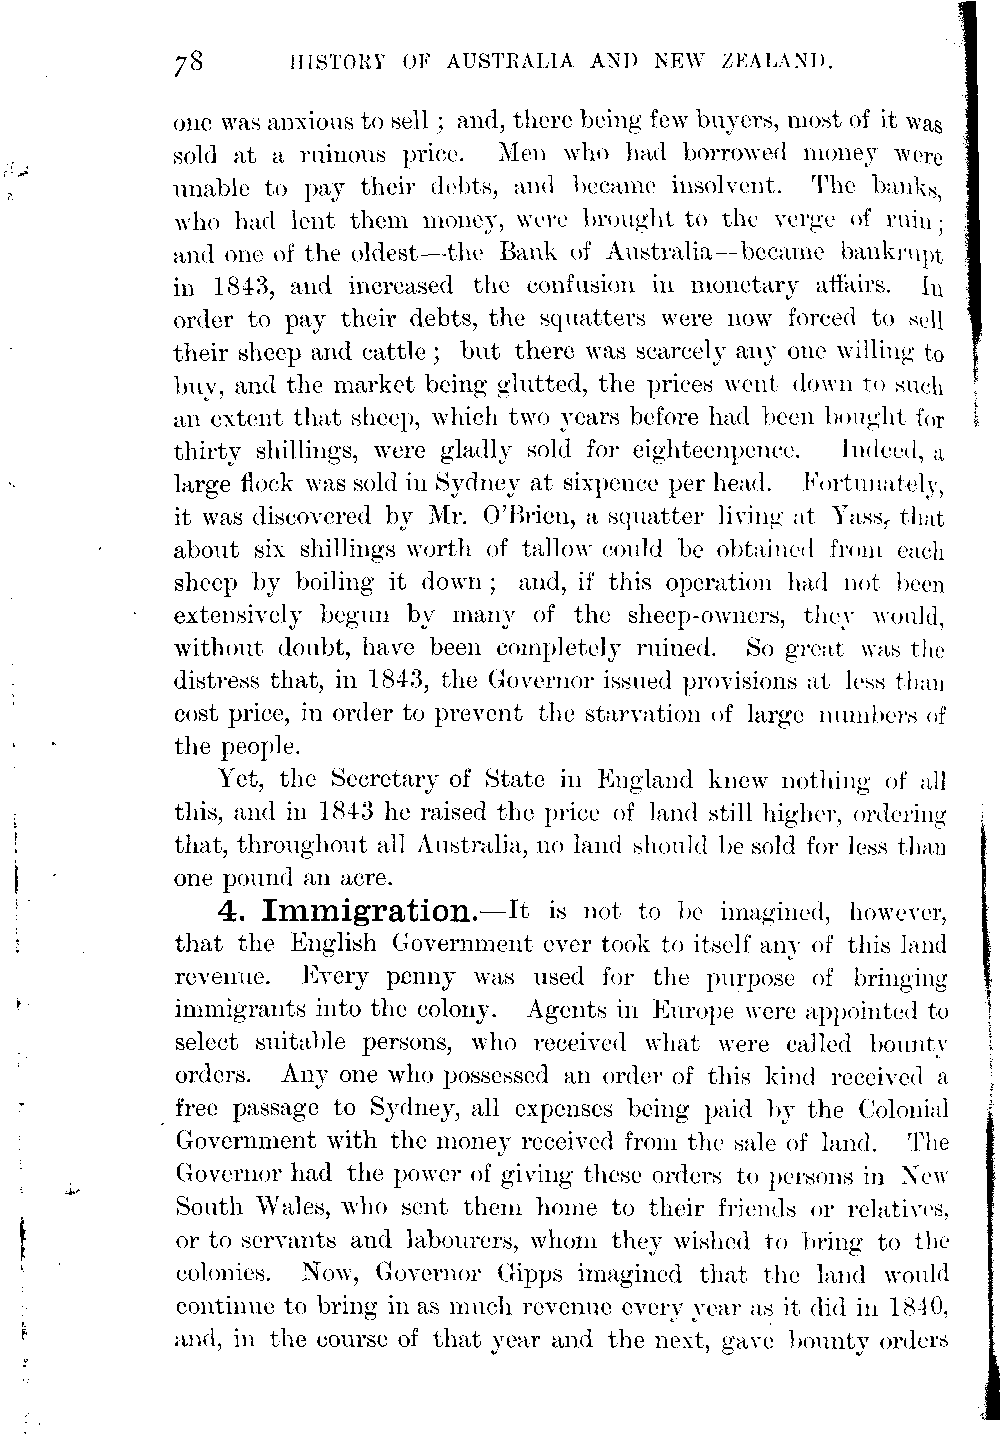 78 HISTORY OF AUSTRALIA AND NEW ZEALAND.
one was anxious to sell ; and, there being few buyers, most of it was
sold at a ruinous price. Men who had borrowed money were
unable to pay their debts, and became insolvent. The banks,
who had lent them money, were brought to the verge of ruin ;
and one of the oldest—the Bank of Australia—became bankrupt
in 1843, and increased the confusion in monetary affairs. In
order to pay their debts, the squatters were now forced to sell
their sheep and cattle ; but there was scarcely any one willing to
buy, and the market being glutted, the prices went down to such
an extent that sheep, which two years before had been bought for
thirty shillings, were gladly sold for eighteenpence. Indeed, a
large flock was sold in Sydney at sixpence per head. Fortunately,
it was discovered by Mr. O'Brien, a squatter living at Yass, that
about six shillings worth of tallow could be obtained from each
sheep by boiling it down ; and, if this operation had not been
extensively begun by many of the sheep-owners, they would,
without doubt, have been completely ruined. So great was the
distress that, in 1843, the Governor issued provisions at less than
cost price, in order to prevent the starvation of large numbers of
the people.
Yet, the Secretary of State in England knew nothing of all
this, and in 1843 he raised the price of land still higher, ordering
that, throughout all Australia, no land should be sold for less than
one pound an acre.
4. Immigration.—It is not to be imagined, however,
that the English Government ever took to itself any of this land
revenue. Every penny was used for the purpose of bringing
immigrants into the colony. Agents in Europe were appointed to
select suitable persons, who received what were called bounty
orders. Any one who possessed an order of this kind received a
free passage to Sydney, all expenses being paid by the Colonial
Government with the money received from the sale of land. The
Governor had the power of giving these orders to persons in New
South Wales, who sent them home to their friends or relatives,
or to servants and labourers, whom they wished to bring to the
colonies. Now, Governor Gipps imagined that the land would
continue to bring in as much revenue every year as it did in 1840,
and, in the course of that year and the next, gave bounty orders